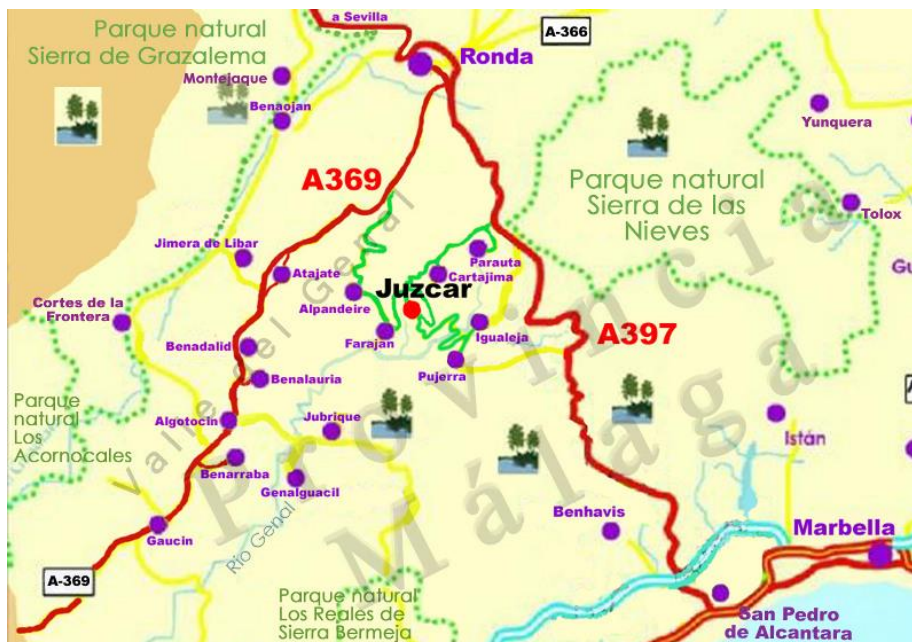 a Sevilla
Parque natural
Sierra de Grazalema
A-366
Ronda
Montejaque
Benaojan
Yunquera
A369
Parque natural
Sierra de las
Nieves
Tolox
Jimera de Libar
Parauta
Atajate
Cartajima
Gu
Cortes de la
Frontera
Alpandeire
Juzcar
Farajan
Igualeja
A397
Benadalid
Pujerra
Benalauria
Valle del Genal
Provincia
Málaga
Parque
natural
Los
Acornocales
Algotocin
Jubrique
Istán
Benarraba
Genalguacil
Rio Genal
Gaucin
Benhavis
Marbella
A-369
Parque natural
Los Reales de
Sierra Bermeja
San Pedro
de Alcantara